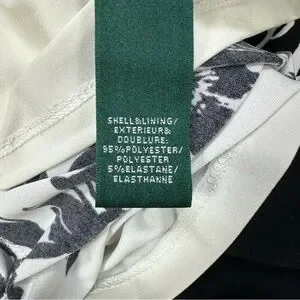 SHELL&LINING/
EXTERIEUR&
DOUBLURE:
95%POLYESTER/
POLYESTER
5%ELASTANE/
ELASTHANNE